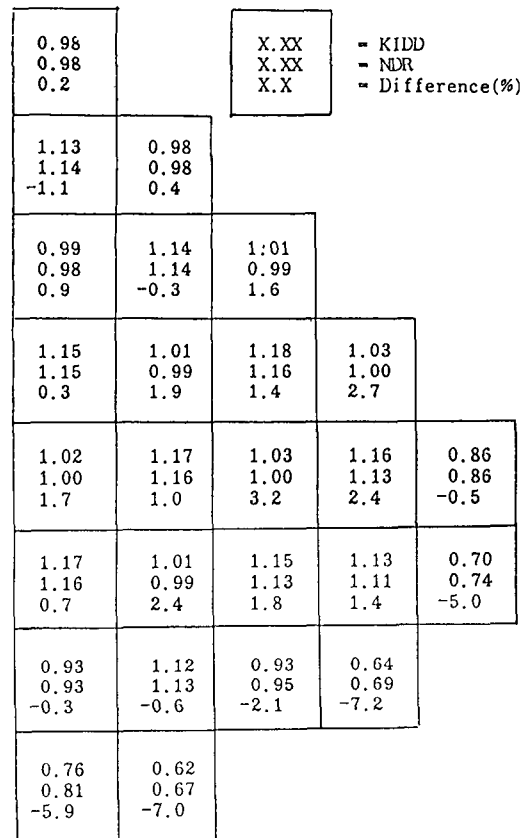 0.98 X.XX = KIDD
0.98 X.XX = NDR
0.2 X.X = Difference(%)
1.13 0.98
1.14 0.98
-1.1 0.4
0.99 1.14 1:01
0.98 1.14 0.99
0.9 -0.3 1.6
1.15 1.01 1.18 1.03
1.15 0.99 1.16 1.00
0.3 1.9 1.4 2.7
1.02 1.17 1.03 1.16 0.86
1.00 1.16 1.00 1.13 0.86
1.7 1.0 3.2 2.4 -0.5
1.17 1.01 1.15 1.13 0.70
1.16 0.99 1.13 1.11 0.74
0.7 2.4 1.8 1.4 -5.0
0.93 1.12 0.93 0.64
0.93 1.13 0.95 0.69
-0.3 -0.6 -2.1 -7.2
0.76 0.62
0.81 0.67
-5.9 -7.0